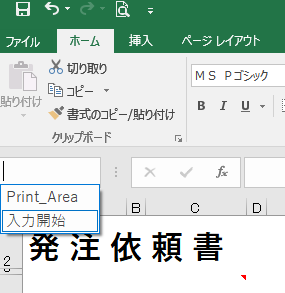 ファイル ホーム 挿入 ページ レイアウト
切り取り
コピー
貼り付け
書式のコピー/貼り付け
クリップボード
ＭＳ Ｐゴシック
B I U
Print_Area
入力開始
B C D
発注依頼書
2